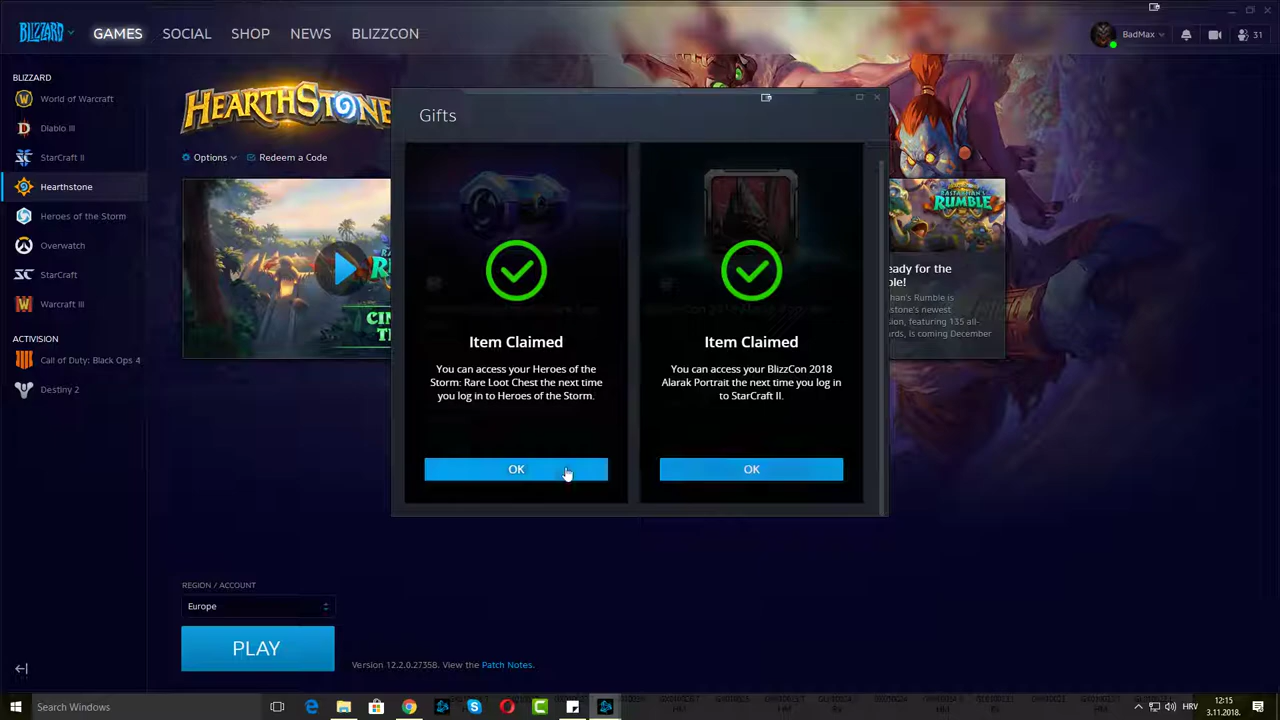 BLIZZARD
GAMES
SOCIAL
SHOP
NEWS
BLIZZCON
BadMax
31
BLIZZARD
World of Warcraft
Diablo III
StarCraft II
Hearthstone
Heroes of the Storm
Overwatch
StarCraft
Warcraft III
ACTIVISION
Call of Duty: Black Ops 4
Destiny 2
HEARTHSTONE
Options
Redeem a Code
Gifts
Item Claimed
You can access your Heroes of the
Storm: Rare Loot Chest the next time
you log in to Heroes of the Storm.
OK
Item Claimed
You can access your BlizzCon 2018
Alarak Portrait the next time you log in
to StarCraft II.
OK
RUMBLE
eady for the
ble!
han's Rumble is
stone's newest
sion, featuring 135 all-
rds, is coming December
REGION / ACCOUNT
Europe
PLAY
Version 12.2.0.27358. View the Patch Notes.
Search Windows
HRV
12:15
3.11.2018.